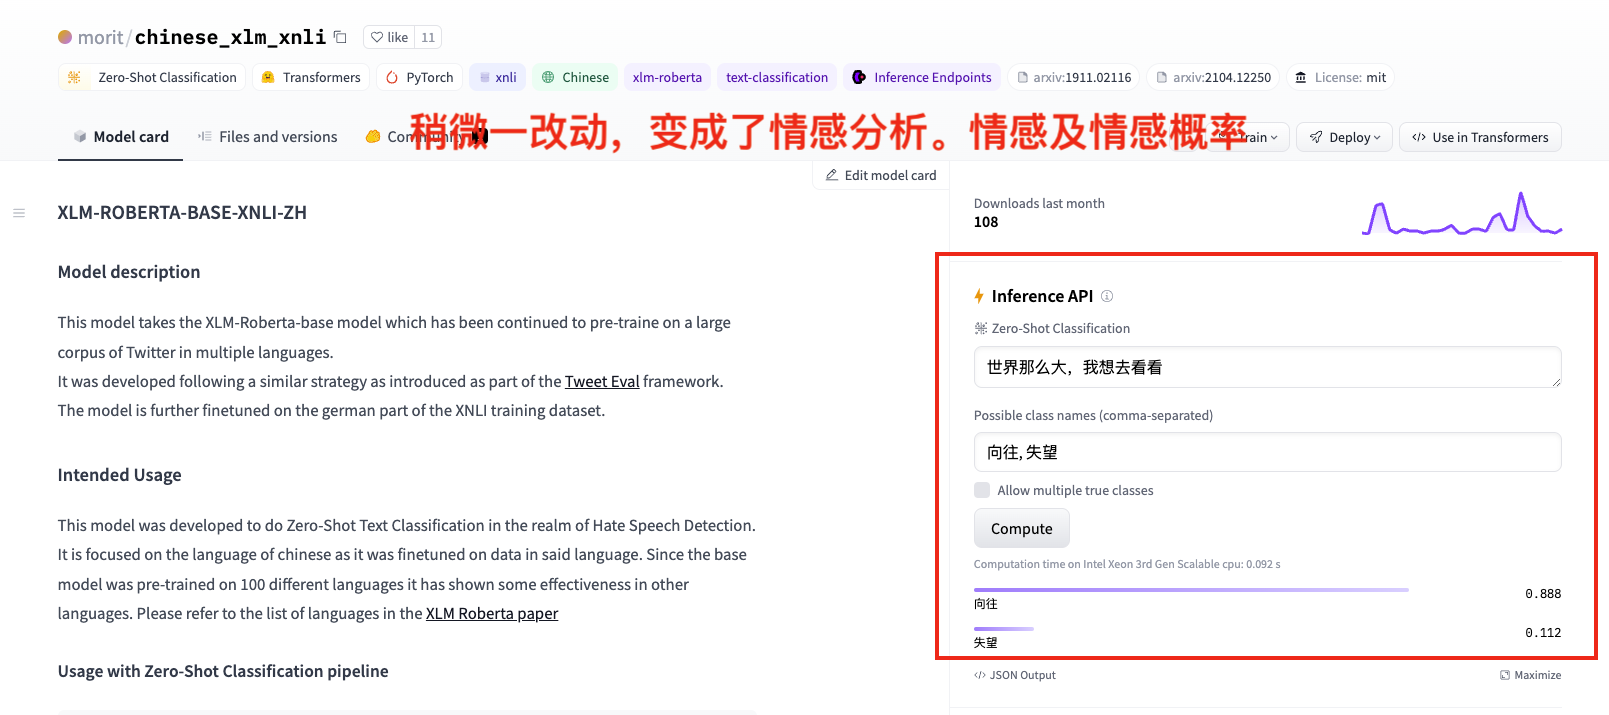 morit/chinese_xlm_xnli
like 11
Zero-Shot Classification Transformers PyTorch xnli Chinese xlm-roberta text-classification Inference Endpoints arxiv:1911.02116 arxiv:2104.12250 License: mit
稍微一改动，变成了情感分析。情感及情感概率
Model card Files and versions Community Train Deploy Use in Transformers
Edit model card
XLM-ROBERTA-BASE-XNLI-ZH
Model description
This model takes the XLM-Roberta-base model which has been continued to pre-traine on a large
corpus of Twitter in multiple languages.
It was developed following a similar strategy as introduced as part of the Tweet Eval framework.
The model is further finetuned on the german part of the XNLI training dataset.
Intended Usage
This model was developed to do Zero-Shot Text Classification in the realm of Hate Speech Detection.
It is focused on the language of chinese as it was finetuned on data in said language. Since the base
model was pre-trained on 100 different languages it has shown some effectiveness in other
languages. Please refer to the list of languages in the XLM Roberta paper
Usage with Zero-Shot Classification pipeline
Downloads last month
108
Inference API
Zero-Shot Classification
世界那么大，我想去看看
Possible class names (comma-separated)
向往, 失望
Allow multiple true classes
Compute
Computation time on Intel Xeon 3rd Gen Scalable cpu: 0.092 s
向往 0.888
失望 0.112
JSON Output Maximize